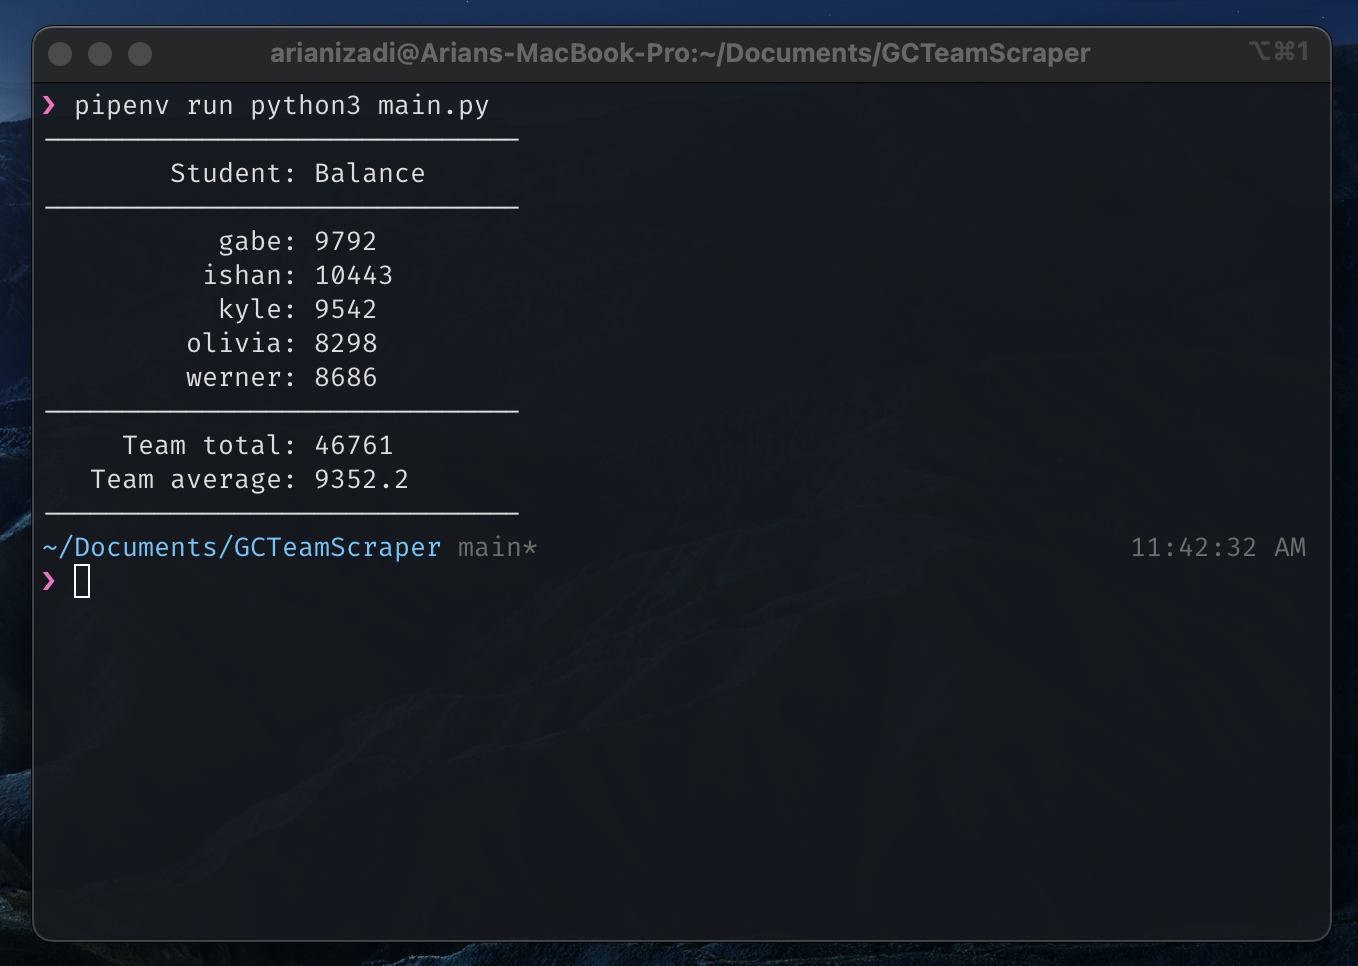 arianizadi@Arians-MacBook-Pro:~/Documents/GCTeamScraper ⌥⌘1
❯ pipenv run python3 main.py
Student: Balance
gabe: 9792
ishan: 10443
kyle: 9542
olivia: 8298
werner: 8686
Team total: 46761
Team average: 9352.2
~/Documents/GCTeamScraper main* 11:42:32 AM
❯